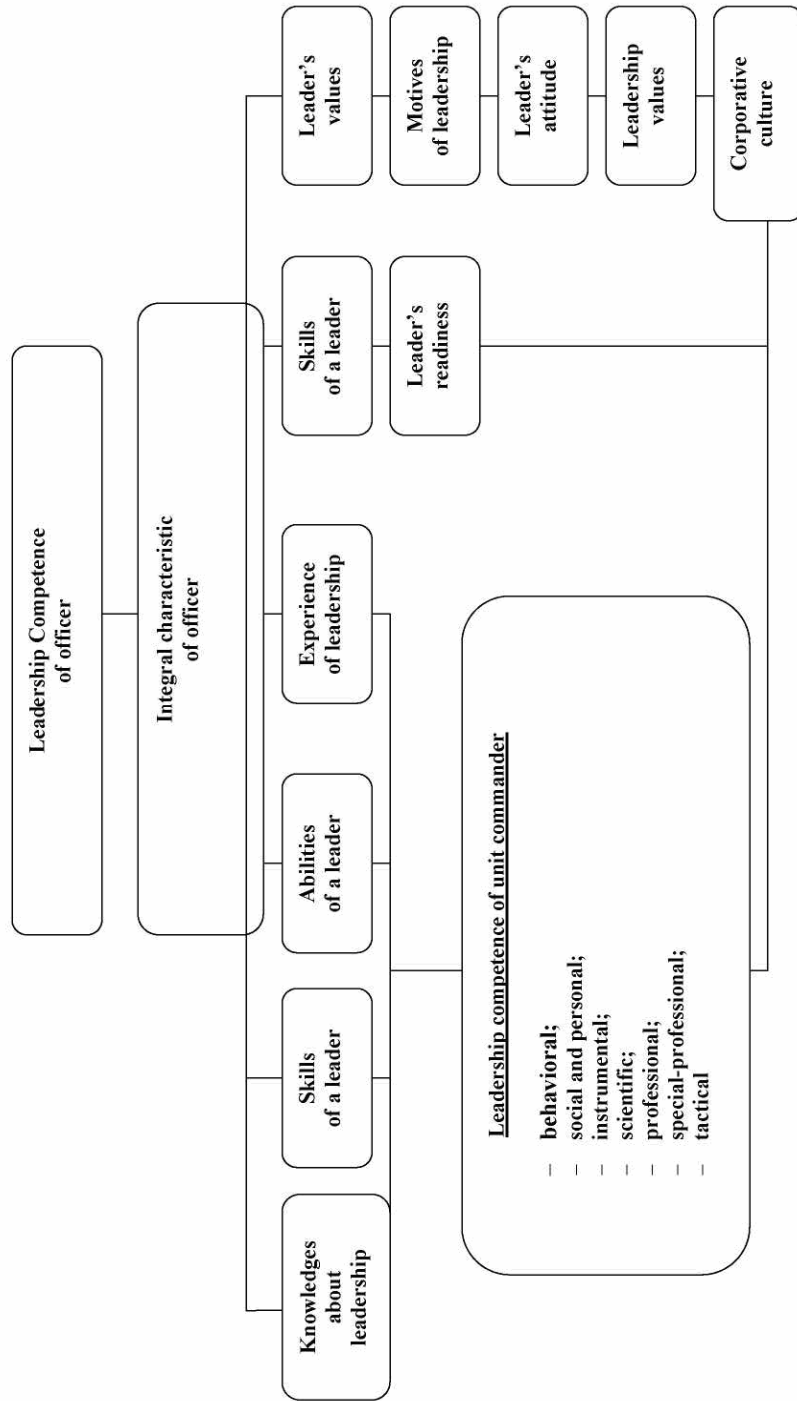 Leadership Competence
of officer
Integral characteristic
of officer
Knowledges
about
leadership
Skills
of a leader
Abilities
of a leader
Experience
of leadership
Skills
of a leader
Leader's
values
Leader's
readiness
Motives
of leadership
Leader's
attitude
Leadership
values
Corporative
culture
Leadership competence of unit commander
– behavioral;
– social and personal;
– instrumental;
– scientific;
– professional;
– special-professional;
– tactical